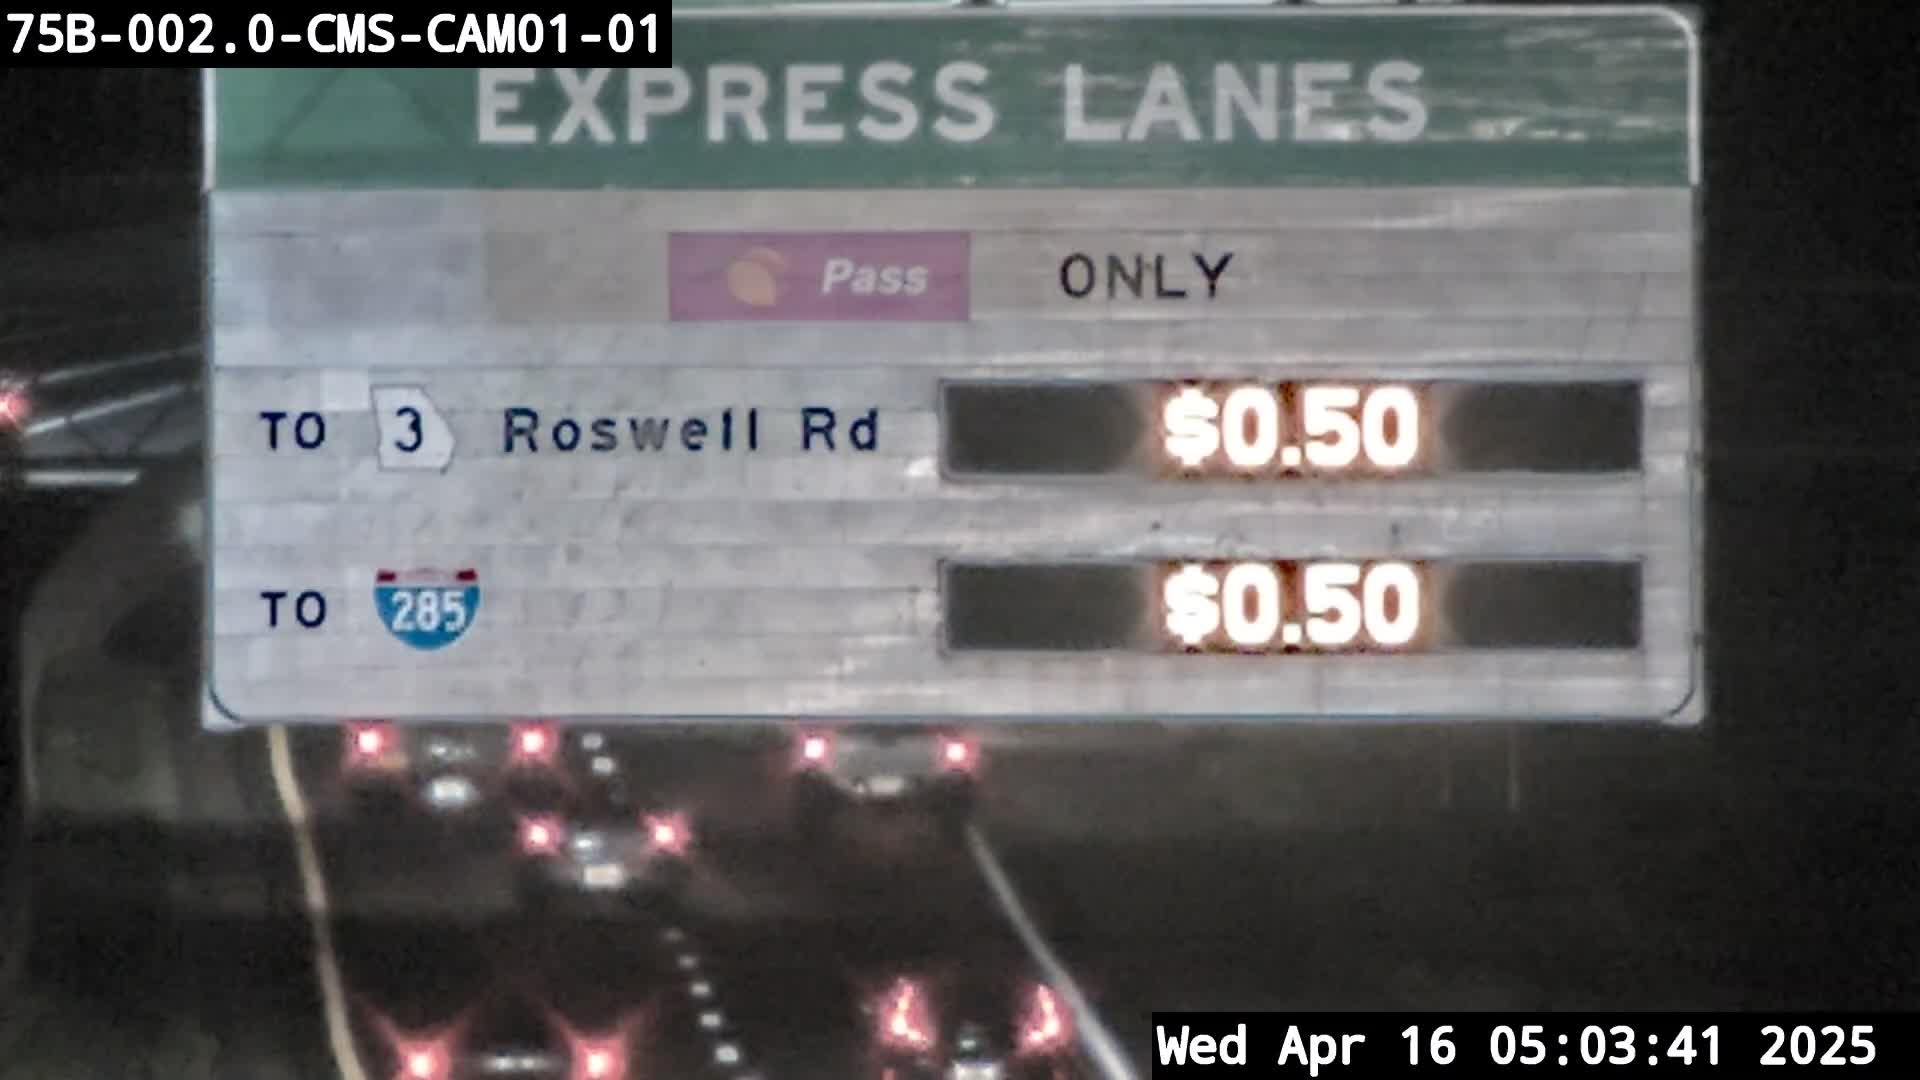 75B-002.0-CMS-CAM01-01
EXPRESS LANES
Pass ONLY
TO 3 Roswell Rd $0.50
TO 285 $0.50
Wed Apr 16 05:03:41 2025